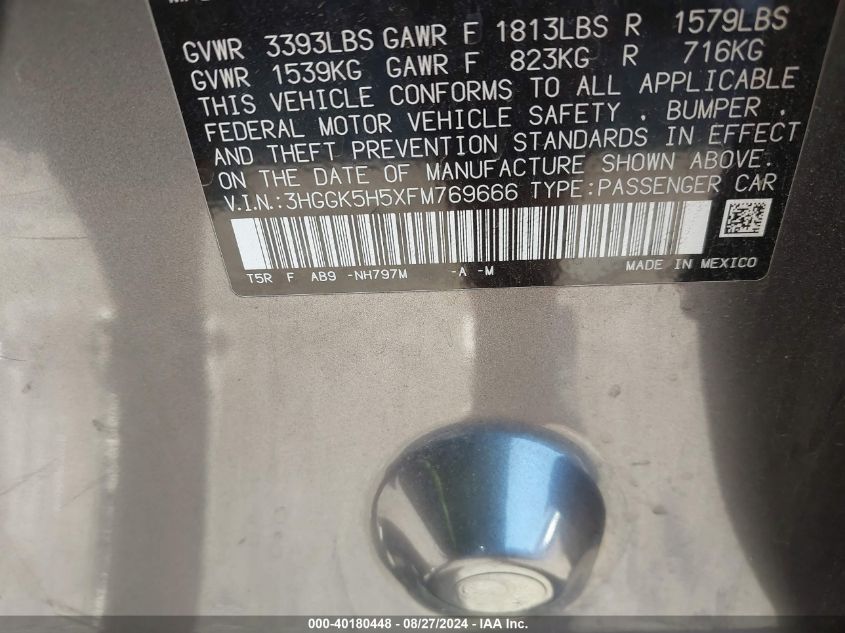 GVWR 3393LBS GAWR F 1813LBS R 1579LBS
GVWR 1539KG GAWR F 823KG R 716KG
THIS VEHICLE CONFORMS TO ALL APPLICABLE
FEDERAL MOTOR VEHICLE SAFETY , BUMPER ,
AND THEFT PREVENTION STANDARDS IN EFFECT
ON THE DATE OF MANUFACTURE SHOWN ABOVE.
V.I.N.:3HGGK5H5XFM769666 TYPE:PASSENGER CAR
T5R F AB9 -NH797M -A -M MADE IN MEXICO
000-40180448 - 08/27/2024 - IAA Inc.